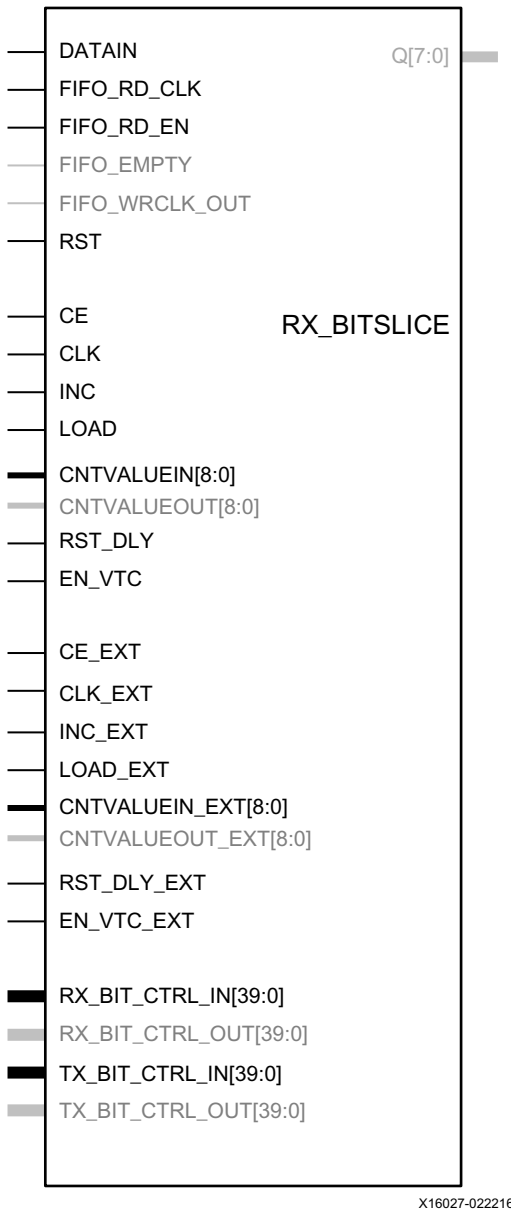 DATAIN
Q[7:0]
FIFO_RD_CLK
FIFO_RD_EN
FIFO_EMPTY
FIFO_WRCLK_OUT
RST
CE
RX_BITSLICE
CLK
INC
LOAD
CNTVALUEIN[8:0]
CNTVALUEOUT[8:0]
RST_DLY
EN_VTC
CE_EXT
CLK_EXT
INC_EXT
LOAD_EXT
CNTVALUEIN_EXT[8:0]
CNTVALUEOUT_EXT[8:0]
RST_DLY_EXT
EN_VTC_EXT
RX_BIT_CTRL_IN[39:0]
RX_BIT_CTRL_OUT[39:0]
TX_BIT_CTRL_IN[39:0]
TX_BIT_CTRL_OUT[39:0]
X16027-022216